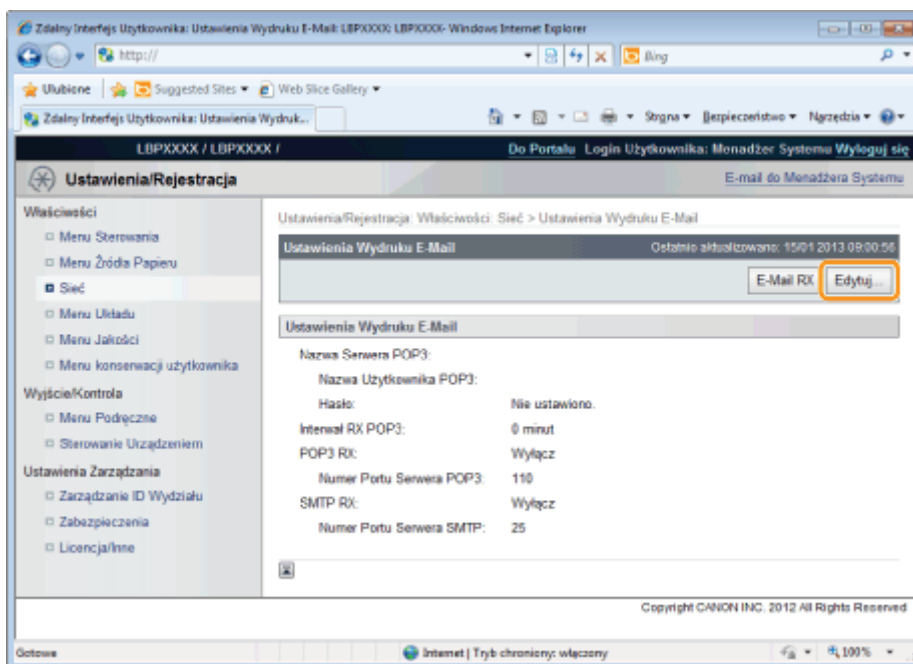 Zdalny Interfejs Użytkownika: Ustawienia Wydruku E-Mail: LBPXXXX: LBPXXXX- Windows Internet Explorer
http://
Bing
Ulubione Suggested Sites Web Slice Gallery
Zdalny Interfejs Użytkownika: Ustawienia Wydruk... Strona Bezpieczeństwo Narzędzia
LBPXXXX / LBPXXXX / Do Portalu Login Użytkownika: Menadżer Systemu Wyloguj się
Ustawienia/Rejestracja E-mail do Menadżera Systemu
Właściwości
Menu Sterowania
Menu Źródła Papieru
Sieć
Menu Układu
Menu Jakości
Menu konserwacji użytkownika
Wyjście/Kontrola
Menu Podręczne
Sterowanie Urządzeniem
Ustawienia Zarządzania
Zarządzanie ID Wydziału
Zabezpieczenia
Licencja/Inne
Ustawienia/Rejestracja: Właściwości: Sieć > Ustawienia Wydruku E-Mail
Ustawienia Wydruku E-Mail Ostatnio aktualizowano: 15/01 2013 09:00:56
E-Mail RX Edytuj...
Ustawienia Wydruku E-Mail
Nazwa Serwera POP3:
Nazwa Użytkownika POP3:
Hasło: Nie ustawiono.
Interwał RX POP3: 0 minut
POP3 RX: Wyłącz
Numer Portu Serwera POP3: 110
SMTP RX: Wyłącz
Numer Portu Serwera SMTP: 25
Copyright CANON INC. 2012 All Rights Reserved
Gotowe Internet | Tryb chroniony: włączony 100%